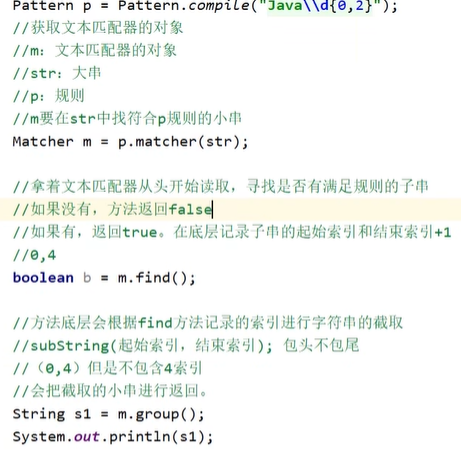 Pattern p = Pattern.compile("Java\\d{0,2}");
//获取文本匹配器的对象
//m: 文本匹配器的对象
//str: 大串
//p: 规则
//m要在str中找符合p规则的小串
Matcher m = p.matcher(str);
//拿着文本匹配器从头开始读取，寻找是否有满足规则的子串
//如果没有，方法返回false
//如果有，返回true。在底层记录子串的起始索引和结束索引+1
//0,4
boolean b = m.find();
//方法底层会根据find方法记录的索引进行字符串的截取
//subString(起始索引，结束索引); 包头不包尾
//（0,4）但是不包含4索引
//会把截取的小串进行返回。
String s1 = m.group();
System.out.println(s1);